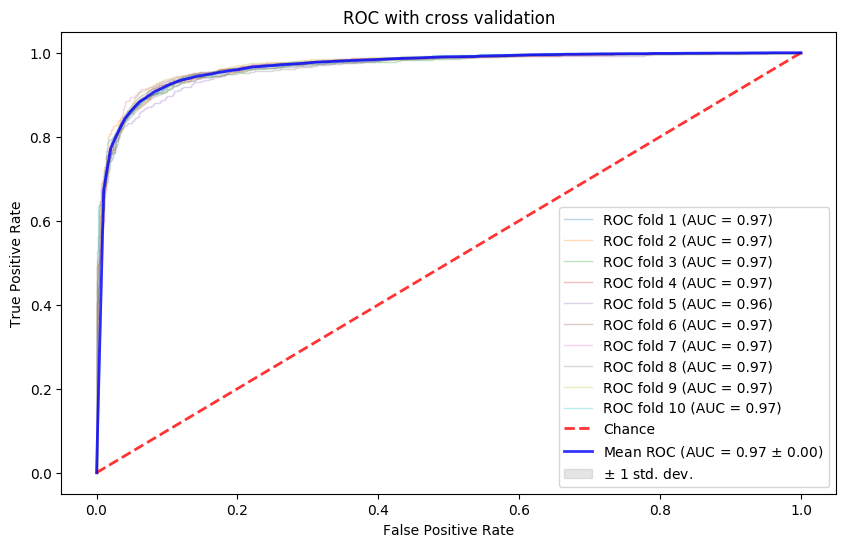 ROC with cross validation
True Positive Rate
1.0
0.8
0.6
0.4
0.2
0.0
ROC fold 1 (AUC = 0.97)
ROC fold 2 (AUC = 0.97)
ROC fold 3 (AUC = 0.97)
ROC fold 4 (AUC = 0.97)
ROC fold 5 (AUC = 0.96)
ROC fold 6 (AUC = 0.97)
ROC fold 7 (AUC = 0.97)
ROC fold 8 (AUC = 0.97)
ROC fold 9 (AUC = 0.97)
ROC fold 10 (AUC = 0.97)
Chance
Mean ROC (AUC = 0.97 ± 0.00)
± 1 std. dev.
0.0 0.2 0.4 0.6 0.8 1.0
False Positive Rate